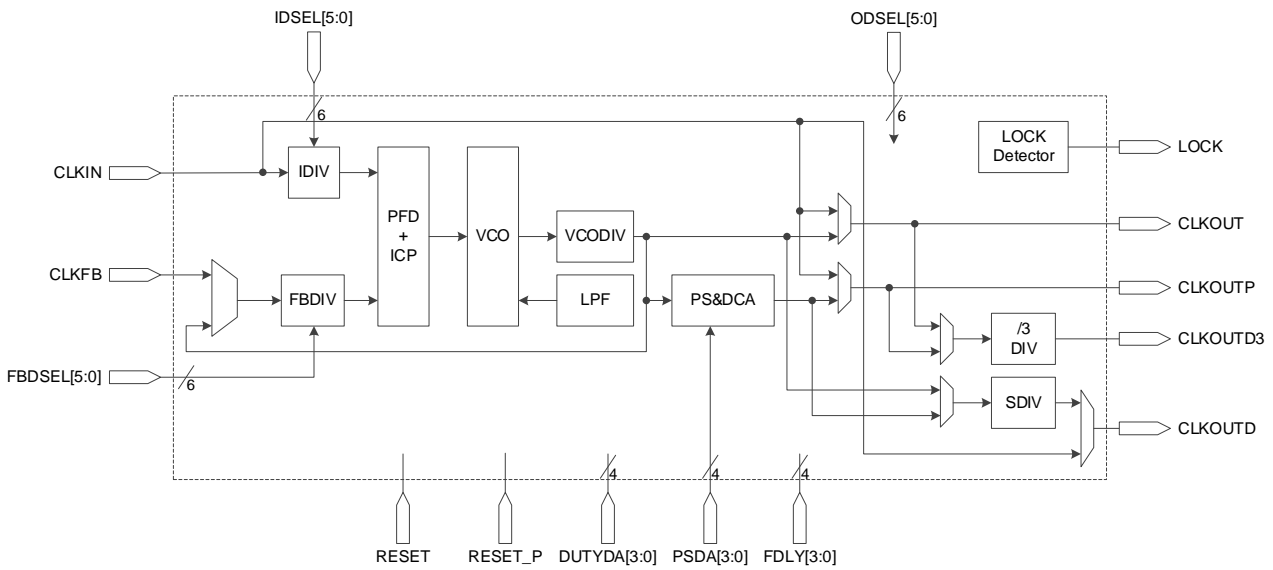 IDSEL[5:0]
ODSEL[5:0]
6
6
LOCK
Detector
LOCK
CLKIN
IDIV
PFD
+
ICP
VCO
VCODIV
CLKOUT
CLKFB
FBDIV
LPF
PS&DCA
CLKOUTP
/3
DIV
CLKOUTD3
FBDSEL[5:0]
6
SDIV
CLKOUTD
4
4
4
RESET
RESET_P
DUTYDA[3:0]
PSDA[3:0]
FDLY[3:0]